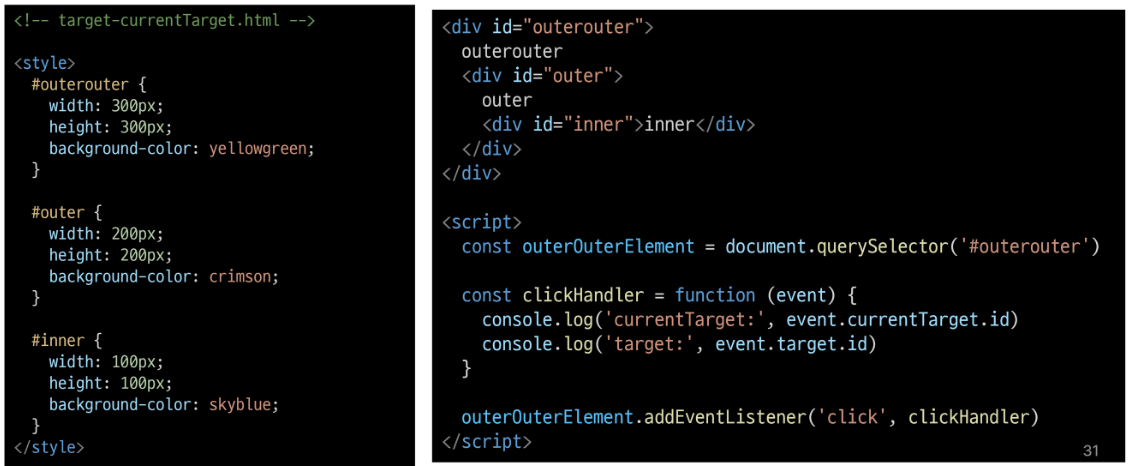 <!-- target-currentTarget.html -->

<style>
  #outerouter {
    width: 300px;
    height: 300px;
    background-color: yellowgreen;
  }

  #outer {
    width: 200px;
    height: 200px;
    background-color: crimson;
  }

  #inner {
    width: 100px;
    height: 100px;
    background-color: skyblue;
  }
</style>

<div id="outerouter">
  outerouter
  <div id="outer">
    outer
    <div id="inner">inner</div>
  </div>
</div>

<script>
  const outerOuterElement = document.querySelector('#outerouter')

  const clickHandler = function (event) {
    console.log('currentTarget:', event.currentTarget.id)
    console.log('target:', event.target.id)
  }

  outerOuterElement.addEventListener('click', clickHandler)
</script>
31